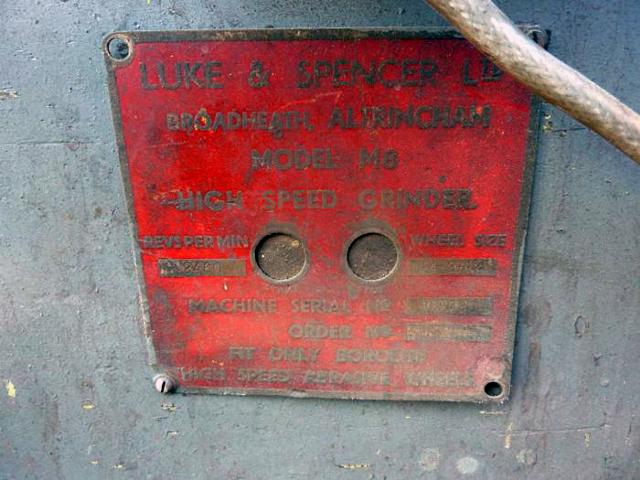 LUKE & SPENCER LTD
BROADHEATH, ALTRINCHAM
MODEL M8
HIGH SPEED GRINDER
REVS PER MIN WHEEL SIZE
MACHINE SERIAL No
ORDER No
FIT ONLY
HIGH SPEED ABRASIVE WHEELS